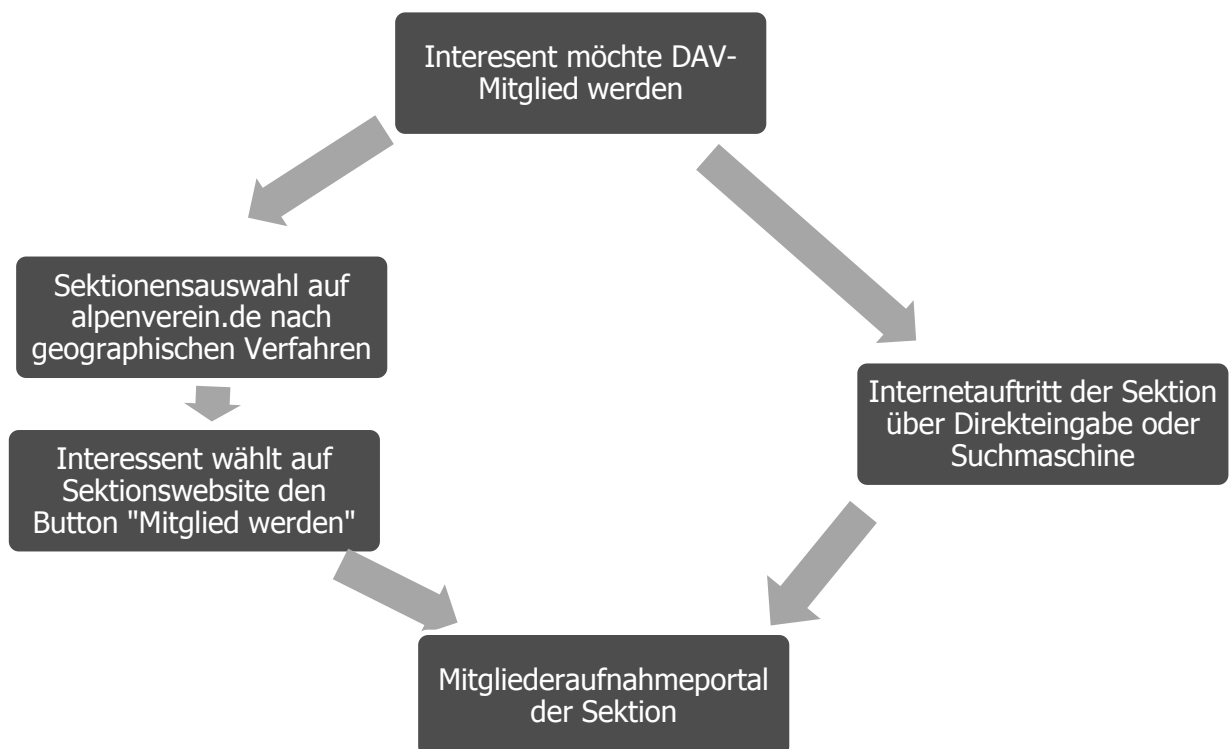 Interesent möchte DAV-
Mitglied werden
Sektionensauswahl auf
alpenverein.de nach
geographischen Verfahren
Interessent wählt auf
Sektionswebsite den
Button "Mitglied werden"
Internetauftritt der Sektion
über Direkteingabe oder
Suchmaschine
Mitgliederaufnahmeportal
der Sektion